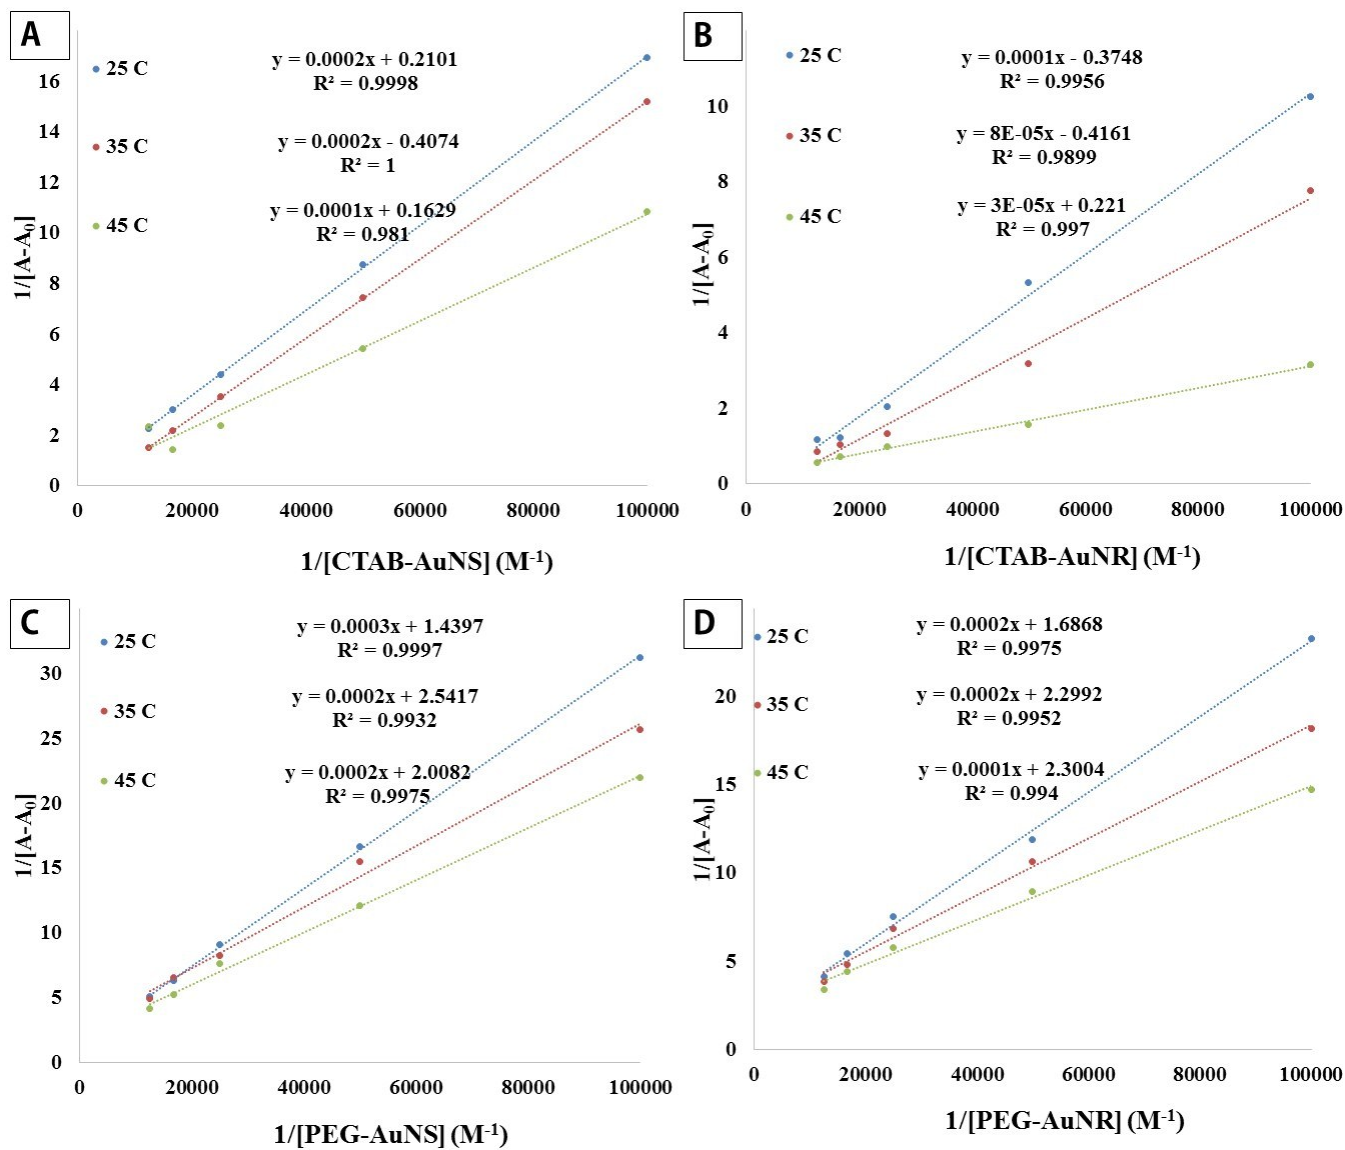 A
25 C
y = 0.0002x + 0.2101
R² = 0.9998
35 C
y = 0.0002x - 0.4074
R² = 1
45 C
y = 0.0001x + 0.1629
R² = 0.981
1/[A-A0]
16
14
12
10
8
6
4
2
0
0 20000 40000 60000 80000 100000
1/[CTAB-AuNS] (M-1)
B
25 C
y = 0.0001x - 0.3748
R² = 0.9956
35 C
y = 8E-05x - 0.4161
R² = 0.9899
45 C
y = 3E-05x + 0.221
R² = 0.997
1/[A-A0]
10
8
6
4
2
0
0 20000 40000 60000 80000 100000
1/[CTAB-AuNR] (M-1)
C
25 C
y = 0.0003x + 1.4397
R² = 0.9997
35 C
y = 0.0002x + 2.5417
R² = 0.9932
45 C
y = 0.0002x + 2.0082
R² = 0.9975
1/[A-A0]
30
25
20
15
10
5
0
0 20000 40000 60000 80000 100000
1/[PEG-AuNS] (M-1)
D
25 C
y = 0.0002x + 1.6868
R² = 0.9975
35 C
y = 0.0002x + 2.2992
R² = 0.9952
45 C
y = 0.0001x + 2.3004
R² = 0.994
1/[A-A0]
20
15
10
5
0
0 20000 40000 60000 80000 100000
1/[PEG-AuNR] (M-1)